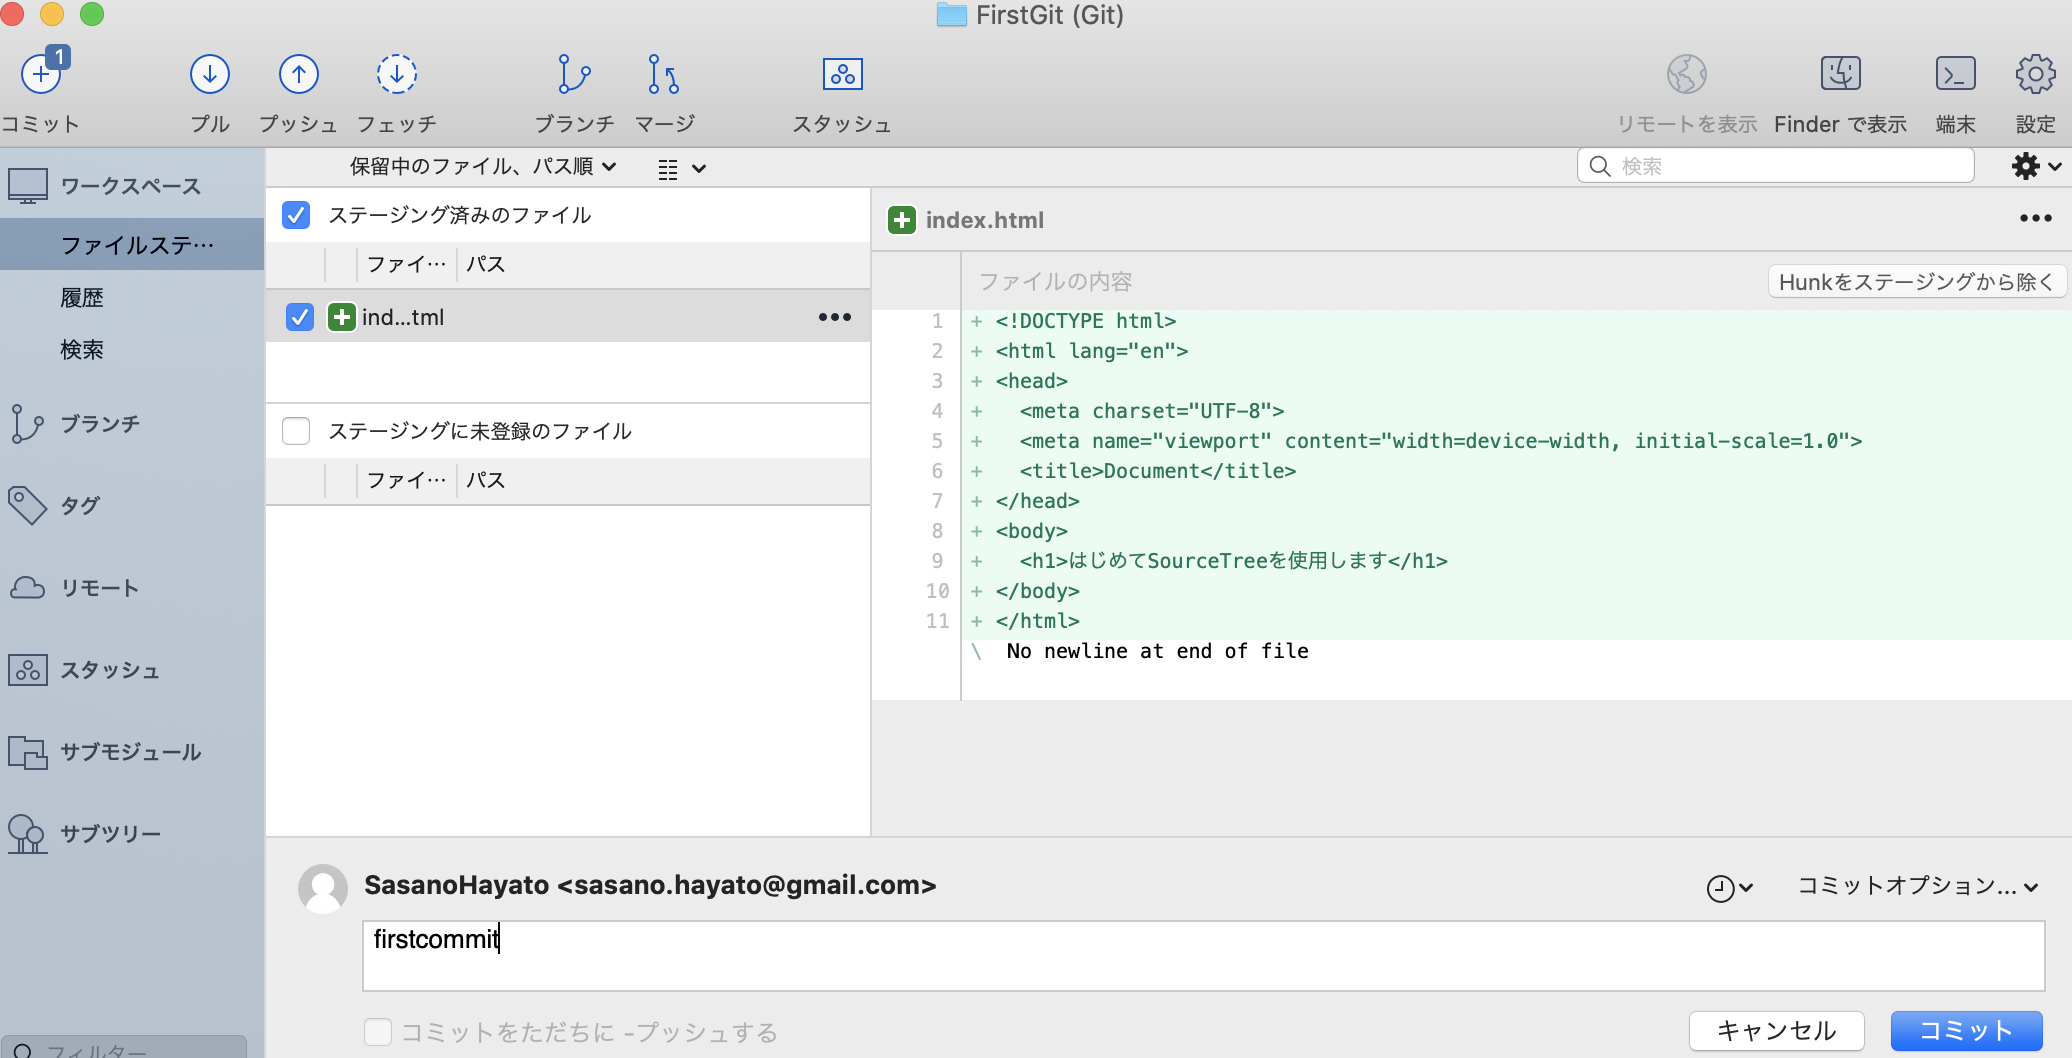 FirstGit (Git)
1
コミット
プル
プッシュ
フェッチ
ブランチ
マージ
スタッシュ
リモートを表示
Finder で表示
端末
設定
ワークスペース
ファイルステ…
履歴
検索
ブランチ
タグ
リモート
スタッシュ
サブモジュール
サブツリー
フィルター
保留中のファイル、パス順
検索
ステージング済みのファイル
ファイ… パス
ind...tml
ステージングに未登録のファイル
ファイ… パス
index.html
ファイルの内容
Hunkをステージングから除く
1 + <!DOCTYPE html>
2 + <html lang="en">
3 + <head>
4 + <meta charset="UTF-8">
5 + <meta name="viewport" content="width=device-width, initial-scale=1.0">
6 + <title>Document</title>
7 + </head>
8 + <body>
9 + <h1>はじめてSourceTreeを使用します</h1>
10 + </body>
11 + </html>
\ No newline at end of file
SasanoHayato <sasano.hayato@gmail.com>
コミットオプション...
firstcommit
コミットをただちに -プッシュする
キャンセル
コミット